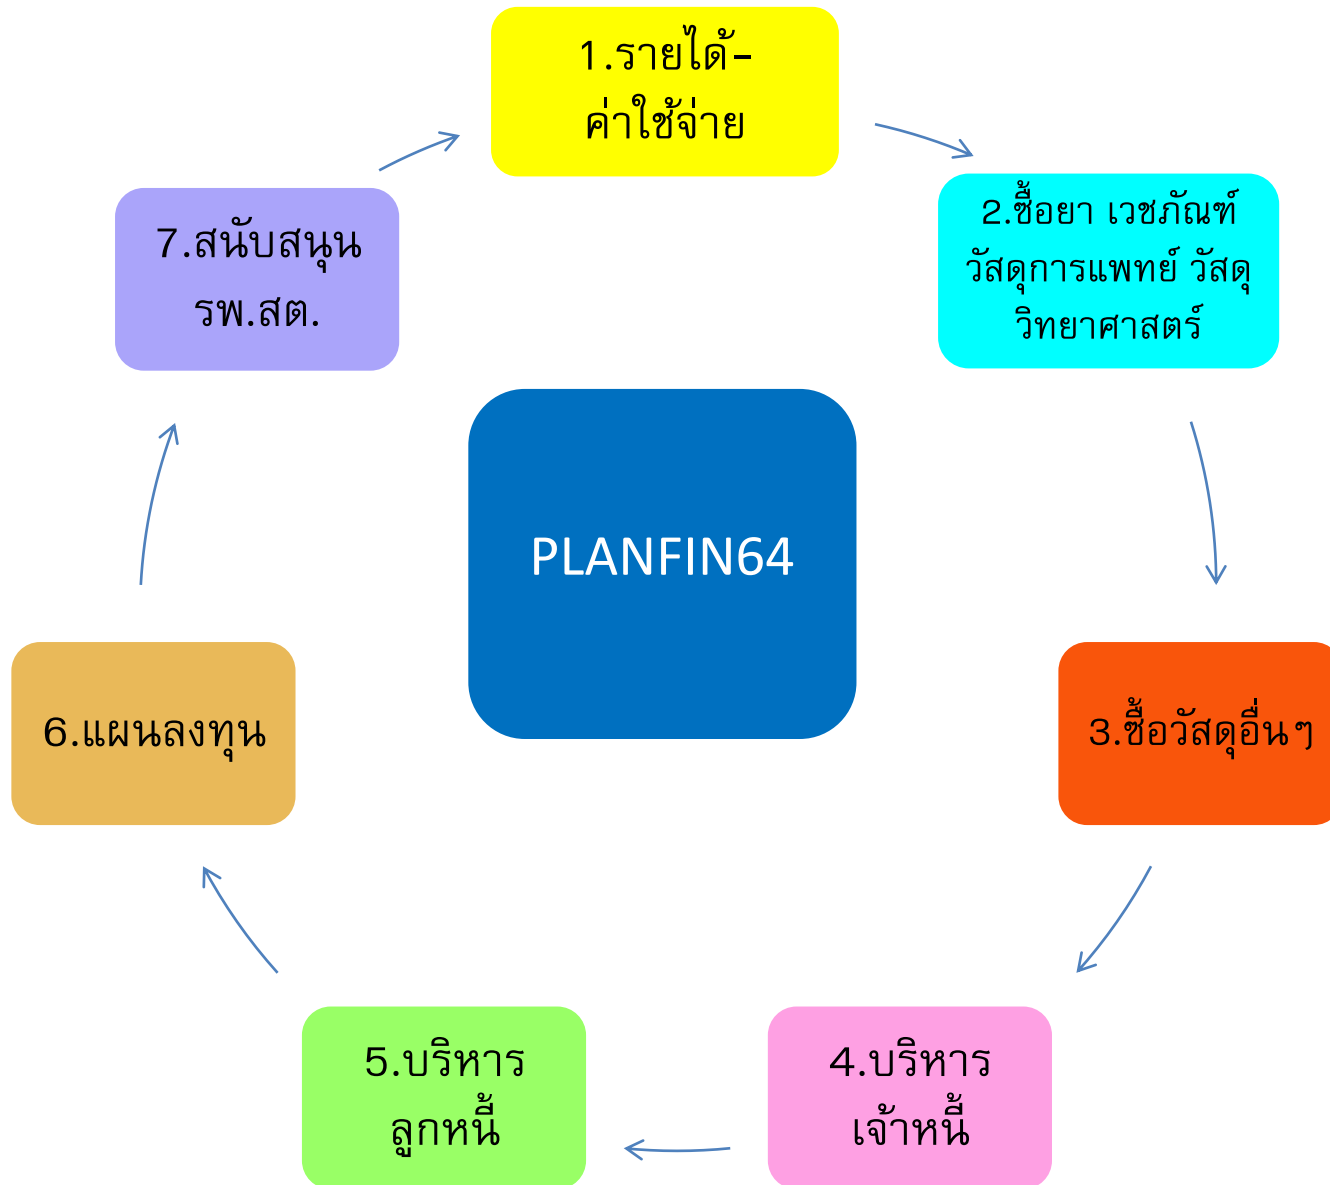 1.รายได้-
ค่าใช้จ่าย
2.ซื้อยา เวชภัณฑ์
วัสดุการแพทย์ วัสดุ
วิทยาศาสตร์
3.ซื้อวัสดุอื่นๆ
4.บริหาร
เจ้าหนี้
5.บริหาร
ลูกหนี้
6.แผนลงทุน
7.สนับสนุน
รพ.สต.
PLANFIN64